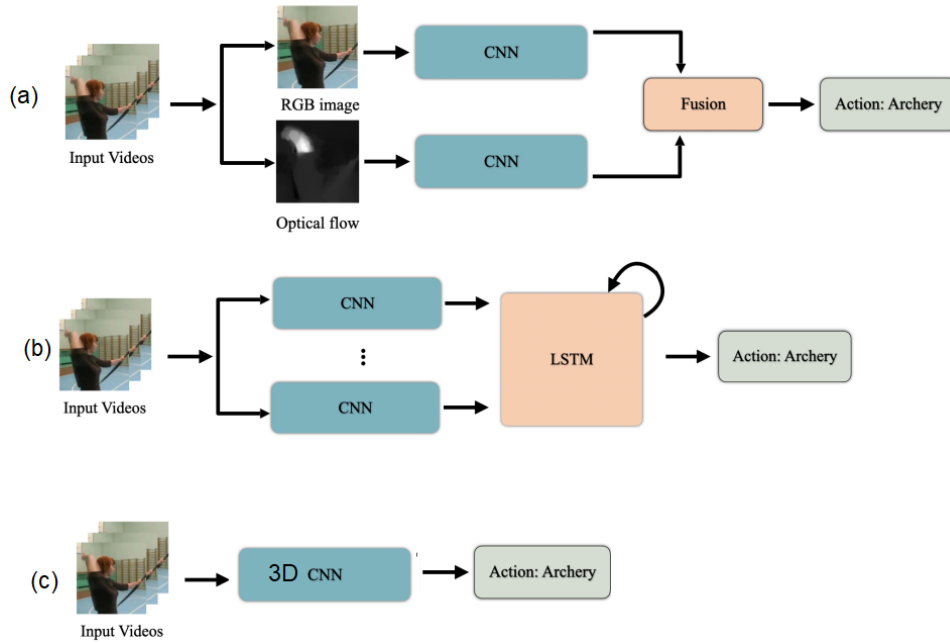 (a)
Input Videos
RGB image
Optical flow
CNN
CNN
Fusion
Action: Archery
(b)
Input Videos
CNN
CNN
LSTM
Action: Archery
(c)
Input Videos
3D CNN
Action: Archery